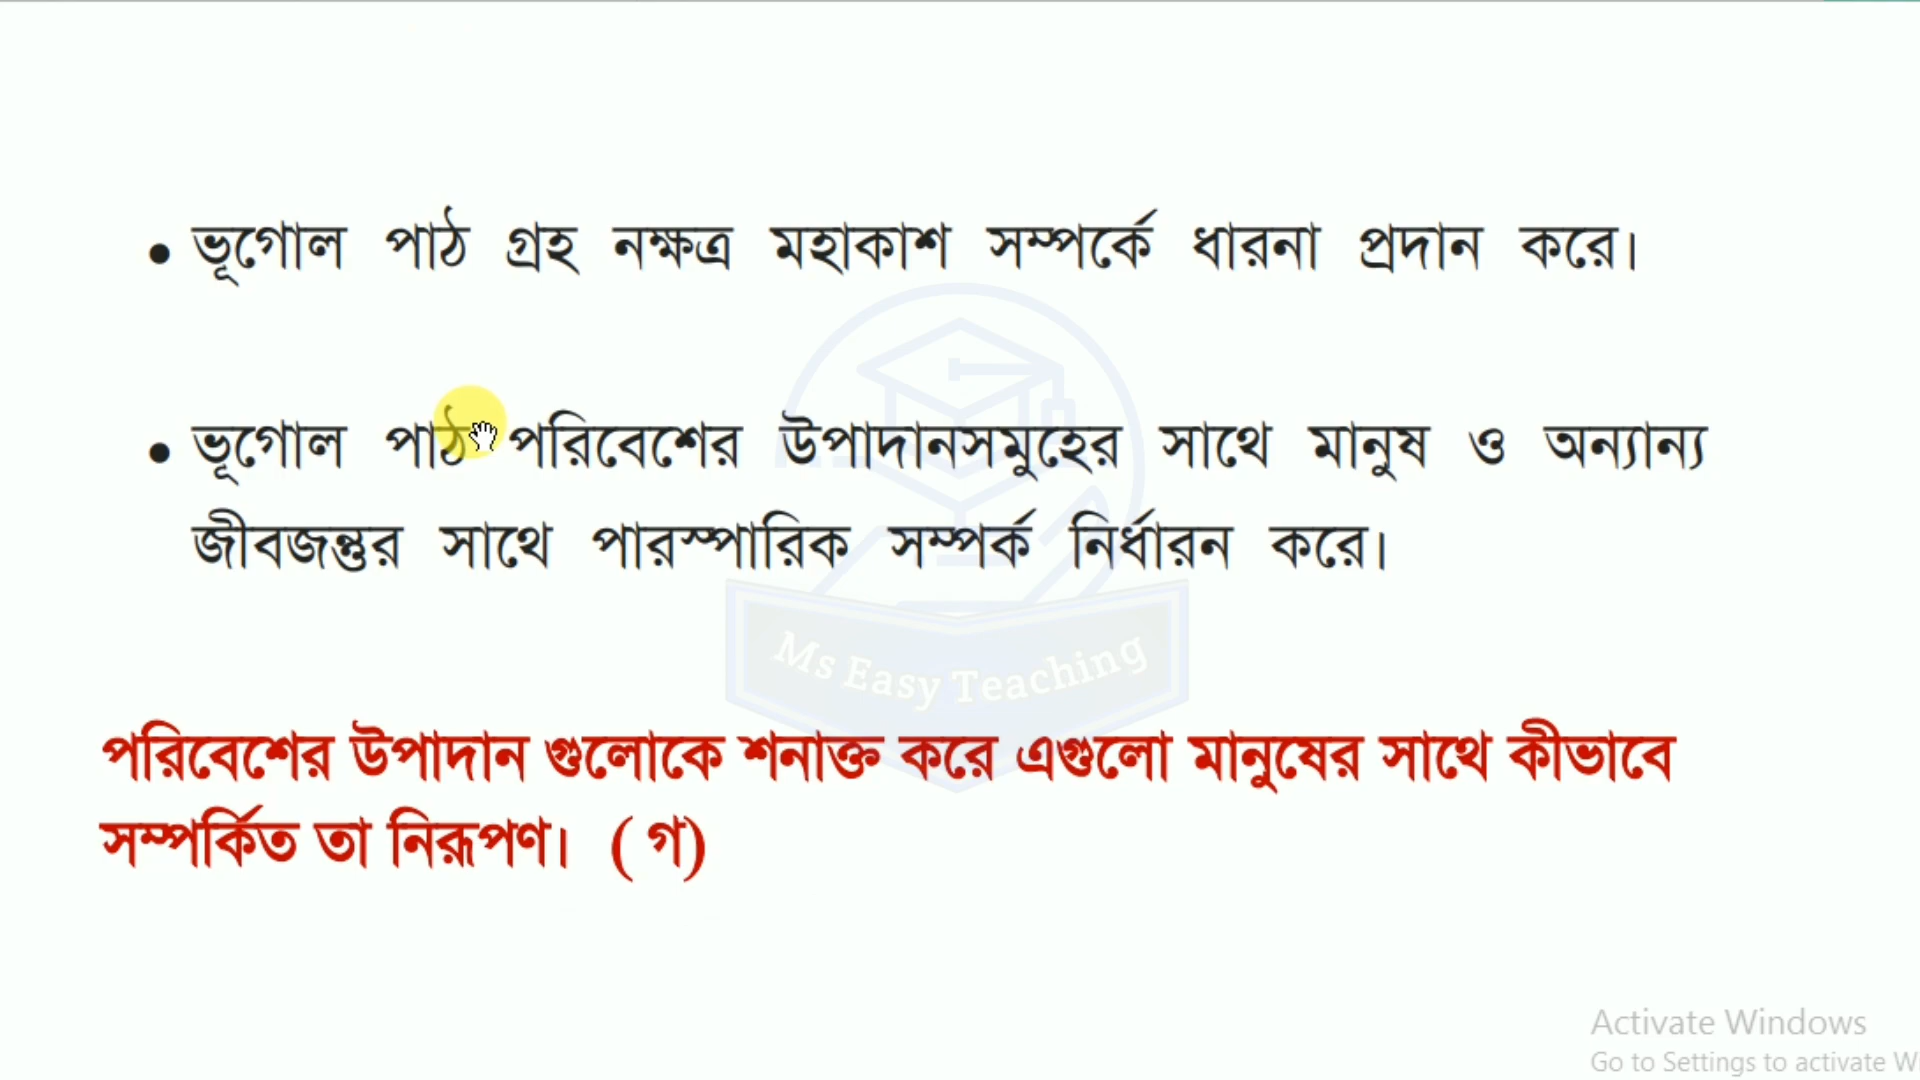 • ভূগোল পাঠ গ্রহ নক্ষত্র মহাকাশ সম্পর্কে ধারনা প্রদান করে।
• ভূগোল পাঠ পরিবেশের উপাদানসমুহের সাথে মানুষ ও অন্যান্য
জীবজন্তুর সাথে পারস্পারিক সম্পর্ক নির্ধারন করে।
Ms Easy Teaching
পরিবেশের উপাদান গুলোকে শনাক্ত করে এগুলো মানুষের সাথে কীভাবে
সম্পর্কিত তা নিরূপণ। ( গ)
Activate Windows
Go to Settings to activate W